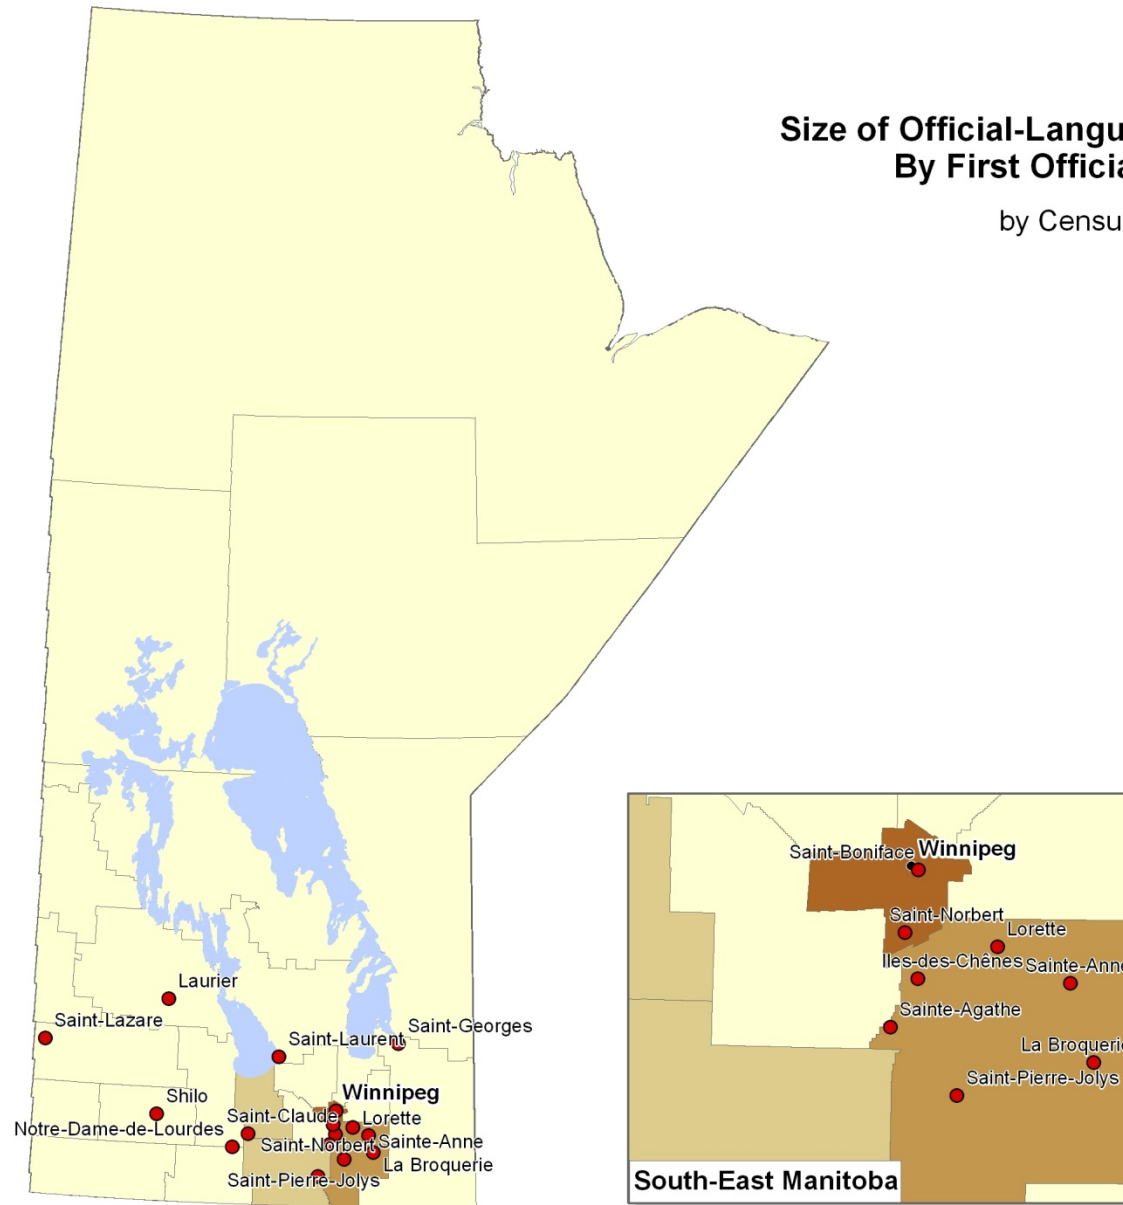 Size of Official-Langu
By First Officia
by Censu
Laurier
Saint-Lazare
Saint-Georges
Saint-Laurent
Shilo
Winnipeg
Saint-Claude
Lorette
Notre-Dame-de-Lourdes
Saint-Norbert
Sainte-Anne
La Broquerie
Saint-Pierre-Jolys
Saint-Boniface
Winnipeg
Saint-Norbert
Lorette
Iles-des-Chênes
Sainte-Anne
Sainte-Agathe
La Broquerie
Saint-Pierre-Jolys
South-East Manitoba